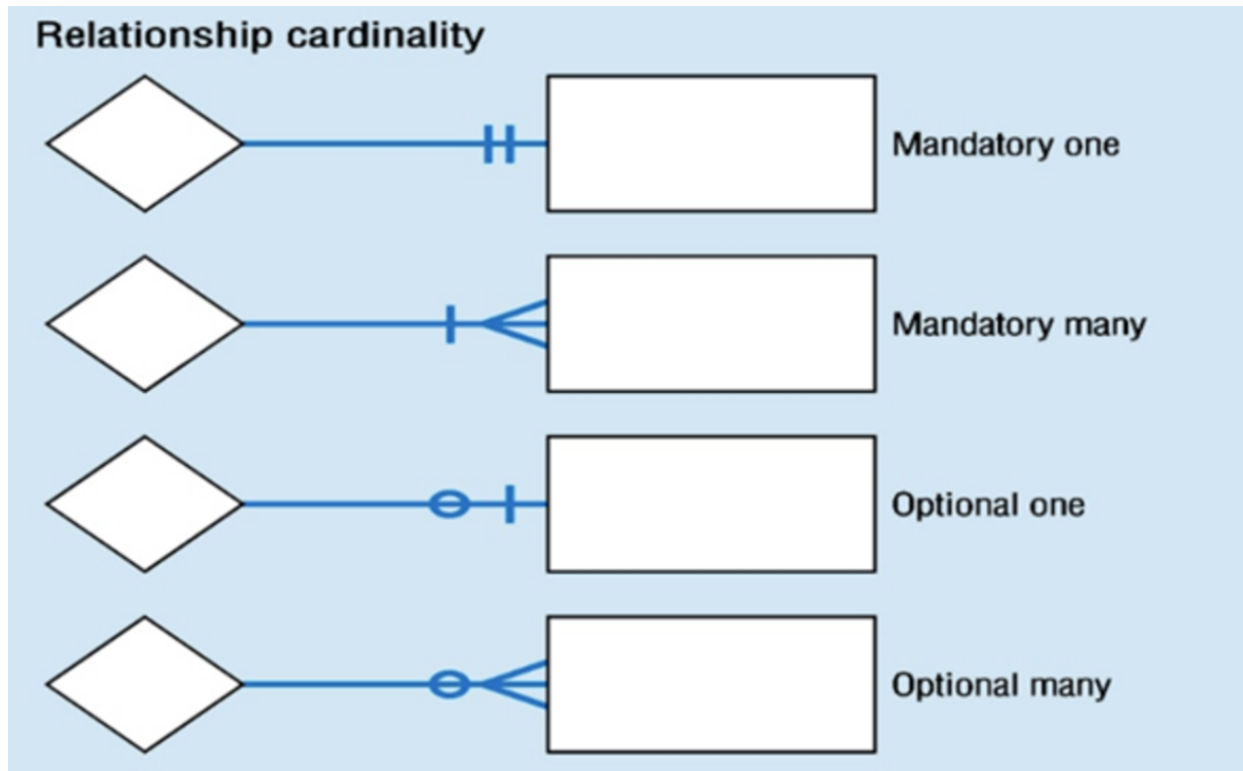 Relationship cardinality
Mandatory one
Mandatory many
Optional one
Optional many